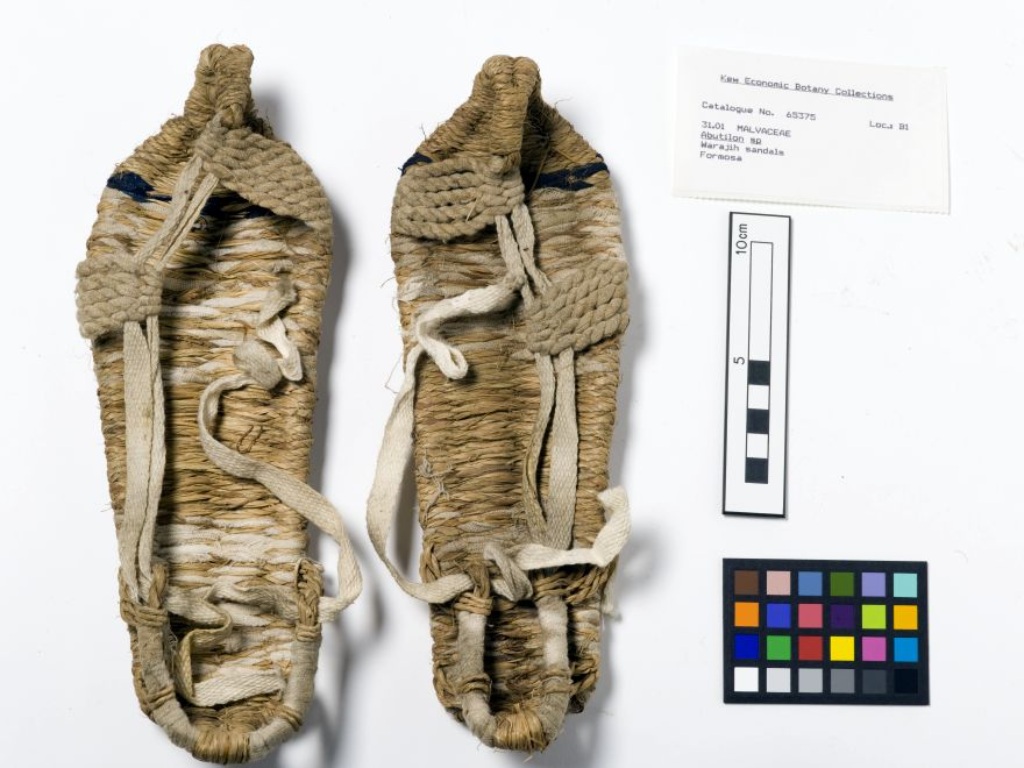 Kew Economic Botany Collections
Catalogue No. 65375 Loc.: B1
31.01 MALVACEAE
Abutilon sp
Warajih sandals
Formosa
10cm
5